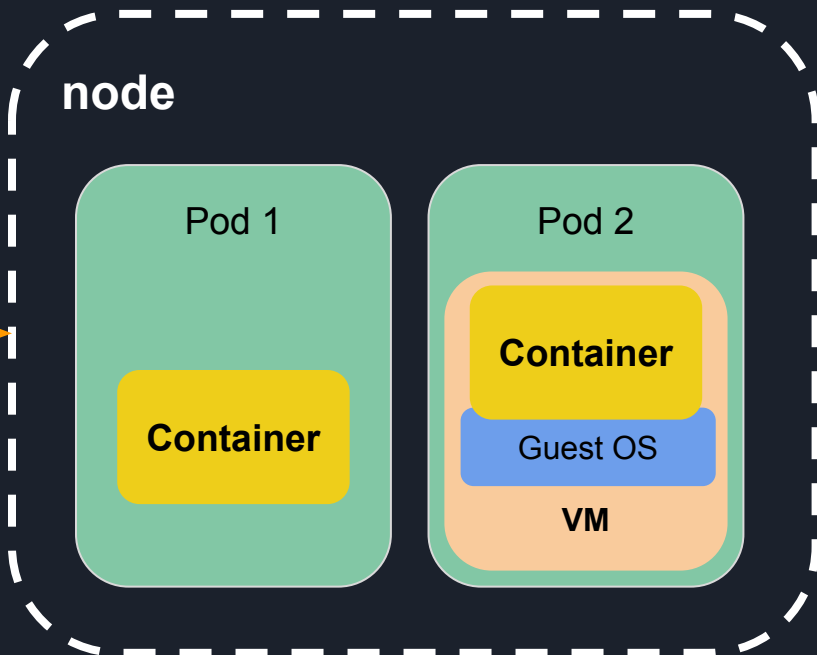 node
Pod 1
Container
Pod 2
Container
Guest OS
VM